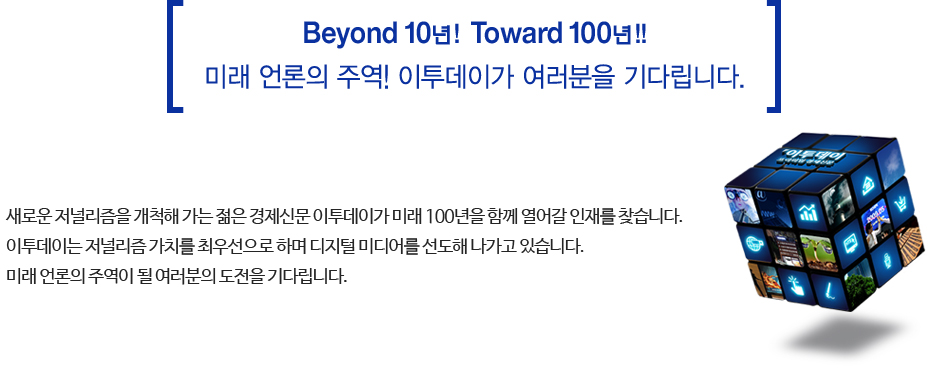 Beyond 10년! Toward 100년!!
미래 언론의 주역! 이투데이가 여러분을 기다립니다.
이투데이
새로운 저널리즘을 개척해 가는 젊은 경제신문 이투데이가 미래 100년을 함께 열어갈 인재를 찾습니다.
이투데이는 저널리즘 가치를 최우선으로 하며 디지털 미디어를 선도해 나가고 있습니다.
미래 언론의 주역이 될 여러분의 도전을 기다립니다.